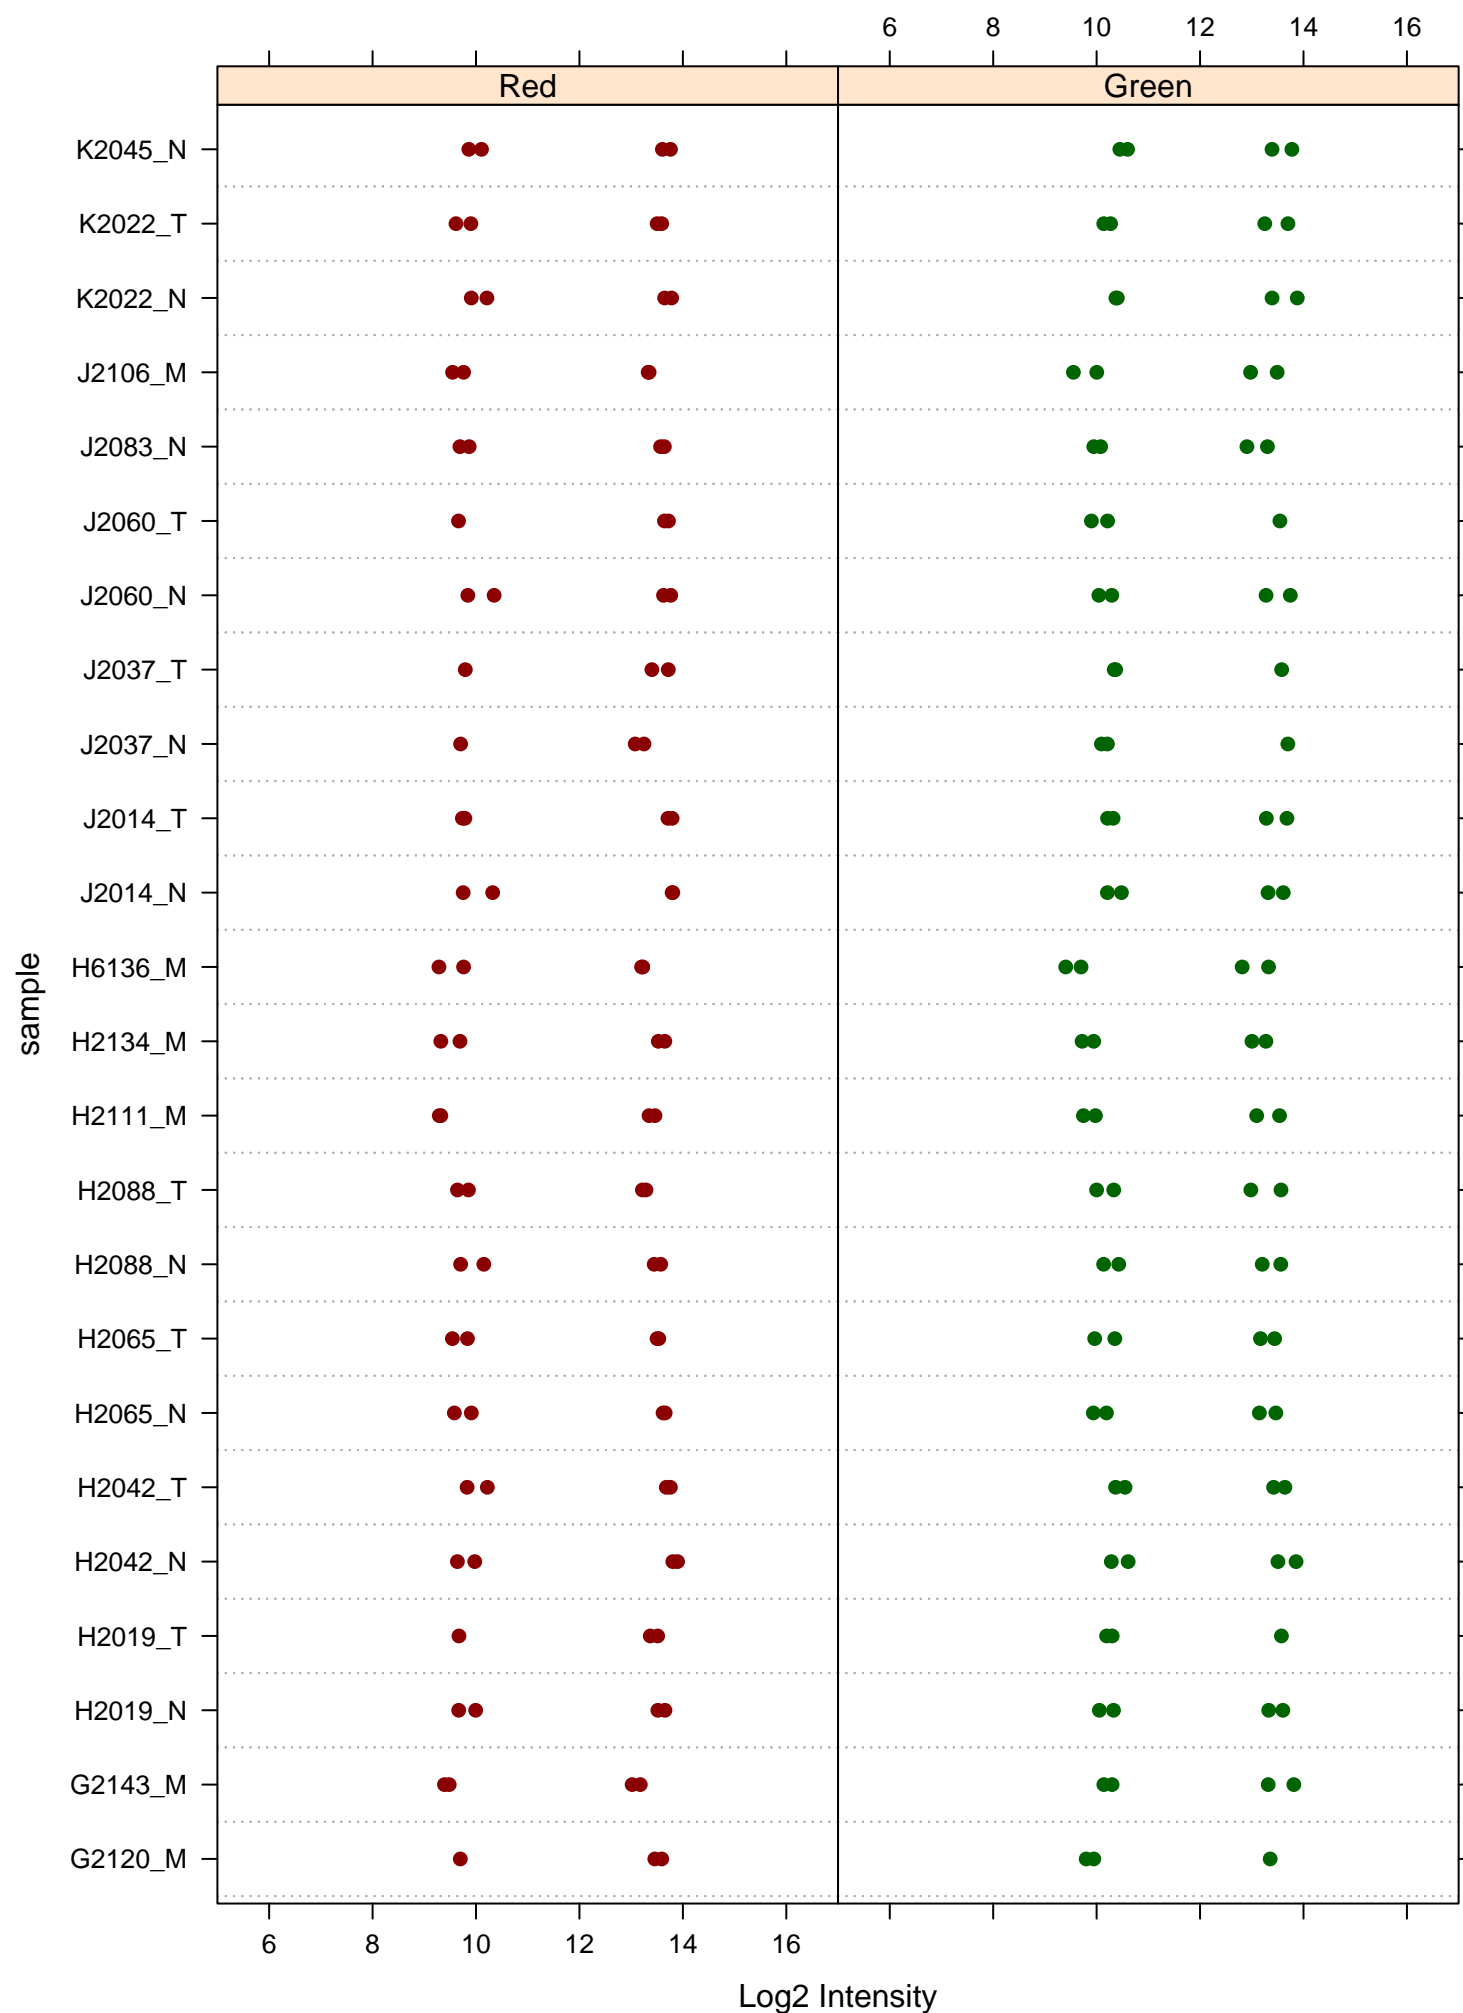 6 8 10 12 14 16
Red Green
K2045_N
K2022_T
K2022_N
J2106_M
J2083_N
J2060_T
J2060_N
J2037_T
J2037_N
J2014_T
J2014_N
H6136_M
H2134_M
H2111_M
H2088_T
H2088_N
H2065_T
H2065_N
H2042_T
H2042_N
H2019_T
H2019_N
G2143_M
G2120_M
sample
6 8 10 12 14 16
Log2 Intensity